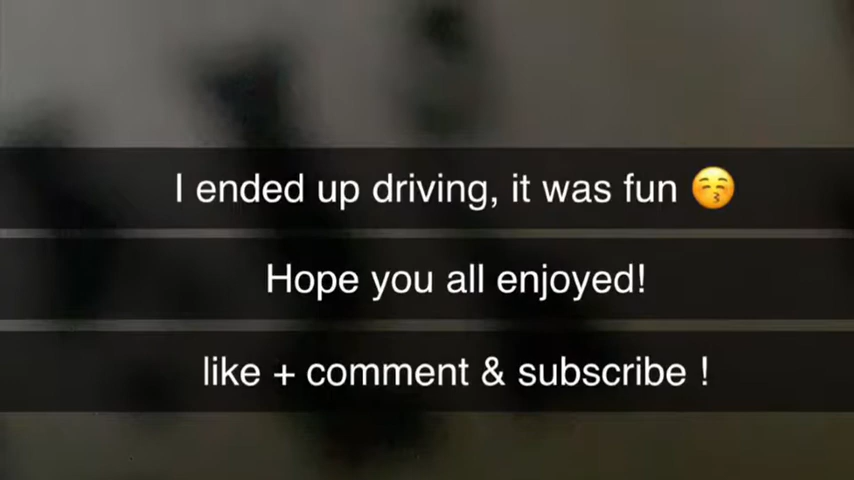 I ended up driving, it was fun 😚
Hope you all enjoyed!
like + comment & subscribe !